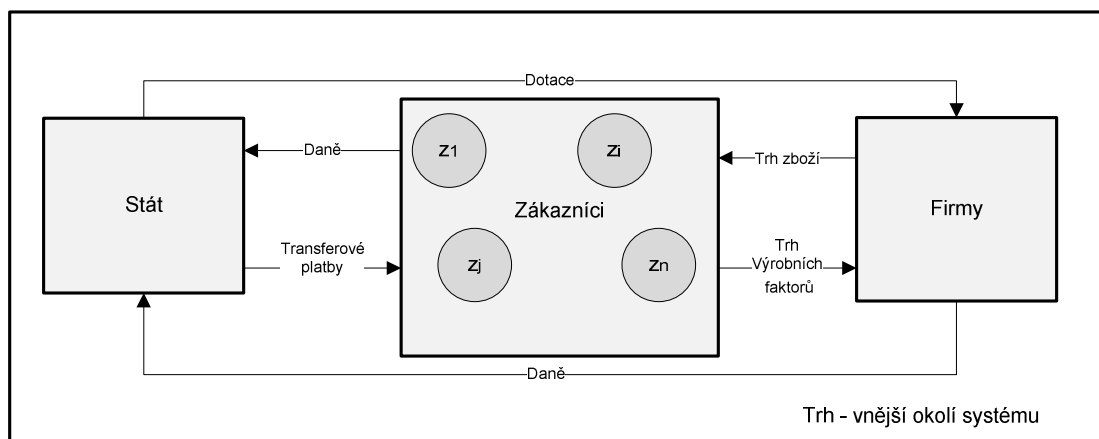 Dotace
z1
zi
Daně
Trh zboží
Stát
Zákazníci
Firmy
Transferové
platby
zj
zn
Trh
Výrobních
faktorů
Daně
Trh - vnější okolí systému